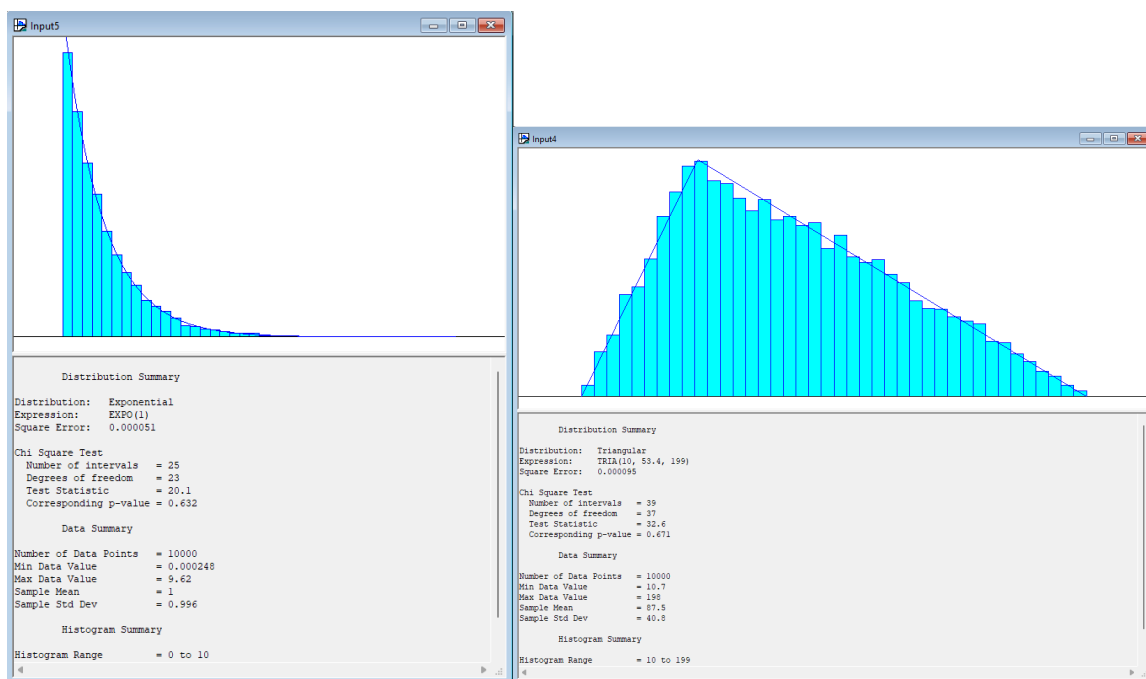 Input5
Distribution Summary
Distribution: Exponential
Expression: EXPO(1)
Square Error: 0.000051
Chi Square Test
Number of intervals = 25
Degrees of freedom = 23
Test Statistic = 20.1
Corresponding p-value = 0.632
Data Summary
Number of Data Points = 10000
Min Data Value = 0.000248
Max Data Value = 9.62
Sample Mean = 1
Sample Std Dev = 0.996
Histogram Summary
Histogram Range = 0 to 10
Input4
Distribution Summary
Distribution: Triangular
Expression: TRIA(10, 53.4, 199)
Square Error: 0.000095
Chi Square Test
Number of intervals = 39
Degrees of freedom = 37
Test Statistic = 32.6
Corresponding p-value = 0.671
Data Summary
Number of Data Points = 10000
Min Data Value = 10.7
Max Data Value = 198
Sample Mean = 87.5
Sample Std Dev = 40.8
Histogram Summary
Histogram Range = 10 to 199